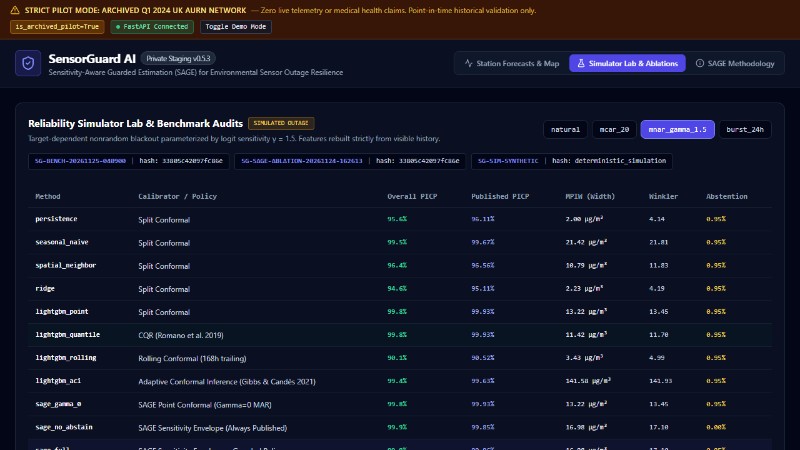 STRICT PILOT MODE: ARCHIVED Q1 2024 UK AURN NETWORK — Zero live telemetry or medical health claims. Point-in-time historical validation only.
is_archived_pilot=True ● FastAPI Connected Toggle Demo Mode
SensorGuard AI Private Staging v0.5.3
Sensitivity-Aware Guarded Estimation (SAGE) for Environmental Sensor Outage Resilience
Station Forecasts & Map Simulator Lab & Ablations SAGE Methodology
Reliability Simulator Lab & Benchmark Audits SIMULATED OUTAGE
Target-dependent nonrandom blackout parameterized by logit sensitivity γ = 1.5. Features rebuilt strictly from visible history.
natural mcar_20 mnar_gamma_1.5 burst_24h
SG-BENCH-20261125-040900 | hash: 33805c42097fc86e SG-SAGE-ABLATION-20261124-162613 | hash: 33805c42097fc86e SG-SIM-SYNTHETIC | hash: deterministic_simulation
Method Calibrator / Policy Overall PICP Published PICP MPIW (Width) Winkler Abstention
persistence Split Conformal 95.6% 96.11% 2.00 μg/m³ 4.14 0.95%
seasonal_naive Split Conformal 99.5% 99.67% 21.42 μg/m³ 21.81 0.95%
spatial_neighbor Split Conformal 96.4% 96.56% 10.79 μg/m³ 11.83 0.95%
ridge Split Conformal 94.6% 95.11% 2.23 μg/m³ 4.19 0.95%
lightgbm_point Split Conformal 99.8% 99.93% 13.22 μg/m³ 13.45 0.95%
lightgbm_quantile CQR (Romano et al. 2019) 99.8% 99.93% 11.42 μg/m³ 11.70 0.95%
lightgbm_rolling Rolling Conformal (168h trailing) 90.1% 90.52% 3.43 μg/m³ 4.99 0.95%
lightgbm_aci Adaptive Conformal Inference (Gibbs & Candès 2021) 99.4% 99.63% 141.58 μg/m³ 141.93 0.95%
sage_gamma_0 SAGE Point Conformal (Gamma=0 MAR) 99.8% 99.93% 13.22 μg/m³ 13.45 0.95%
sage_no_abstain SAGE Sensitivity Envelope (Always Published) 99.9% 99.85% 16.98 μg/m³ 17.10 0.00%